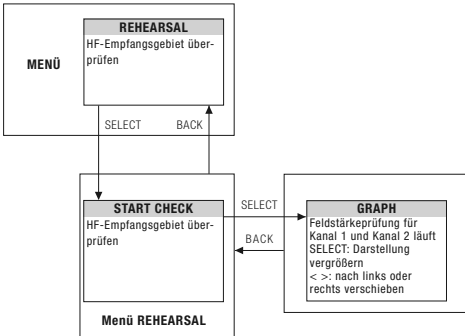 REHEARSAL
HF-Empfangsgebiet über-
prüfen
MENÜ
SELECT
BACK
START CHECK
HF-Empfangsgebiet über-
prüfen
Menü REHEARSAL
SELECT
BACK
GRAPH
Feldstärkeprüfung für
Kanal 1 und Kanal 2 läuft
SELECT: Darstellung
vergrößern
< >: nach links oder
rechts verschieben